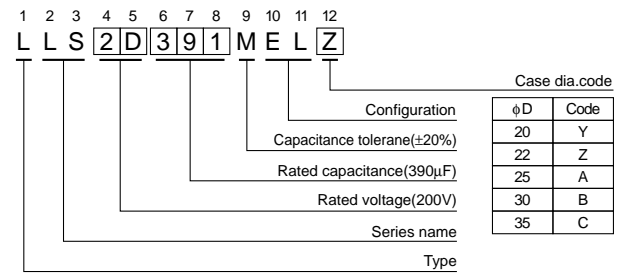 1 2 3 4 5 6 7 8 9 10 11 12
L L S 2 D 3 9 1 M E L Z
Case dia.code
Configuration
Capacitance tolerane(±20%)
Rated capacitance(390μF)
Rated voltage(200V)
Series name
Type
ϕD Code
20 Y
22 Z
25 A
30 B
35 C